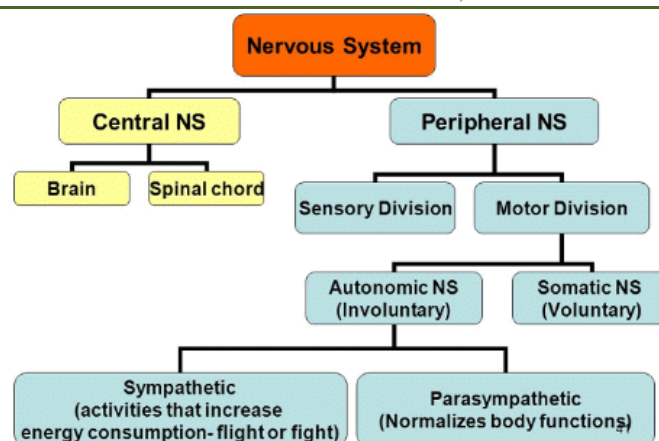 Nervous System
Central NS
Peripheral NS
Brain
Spinal chord
Sensory Division
Motor Division
Autonomic NS
(Involuntary)
Somatic NS
(Voluntary)
Sympathetic
(activities that increase
energy consumption- flight or fight)
Parasympathetic
(Normalizes body functions)